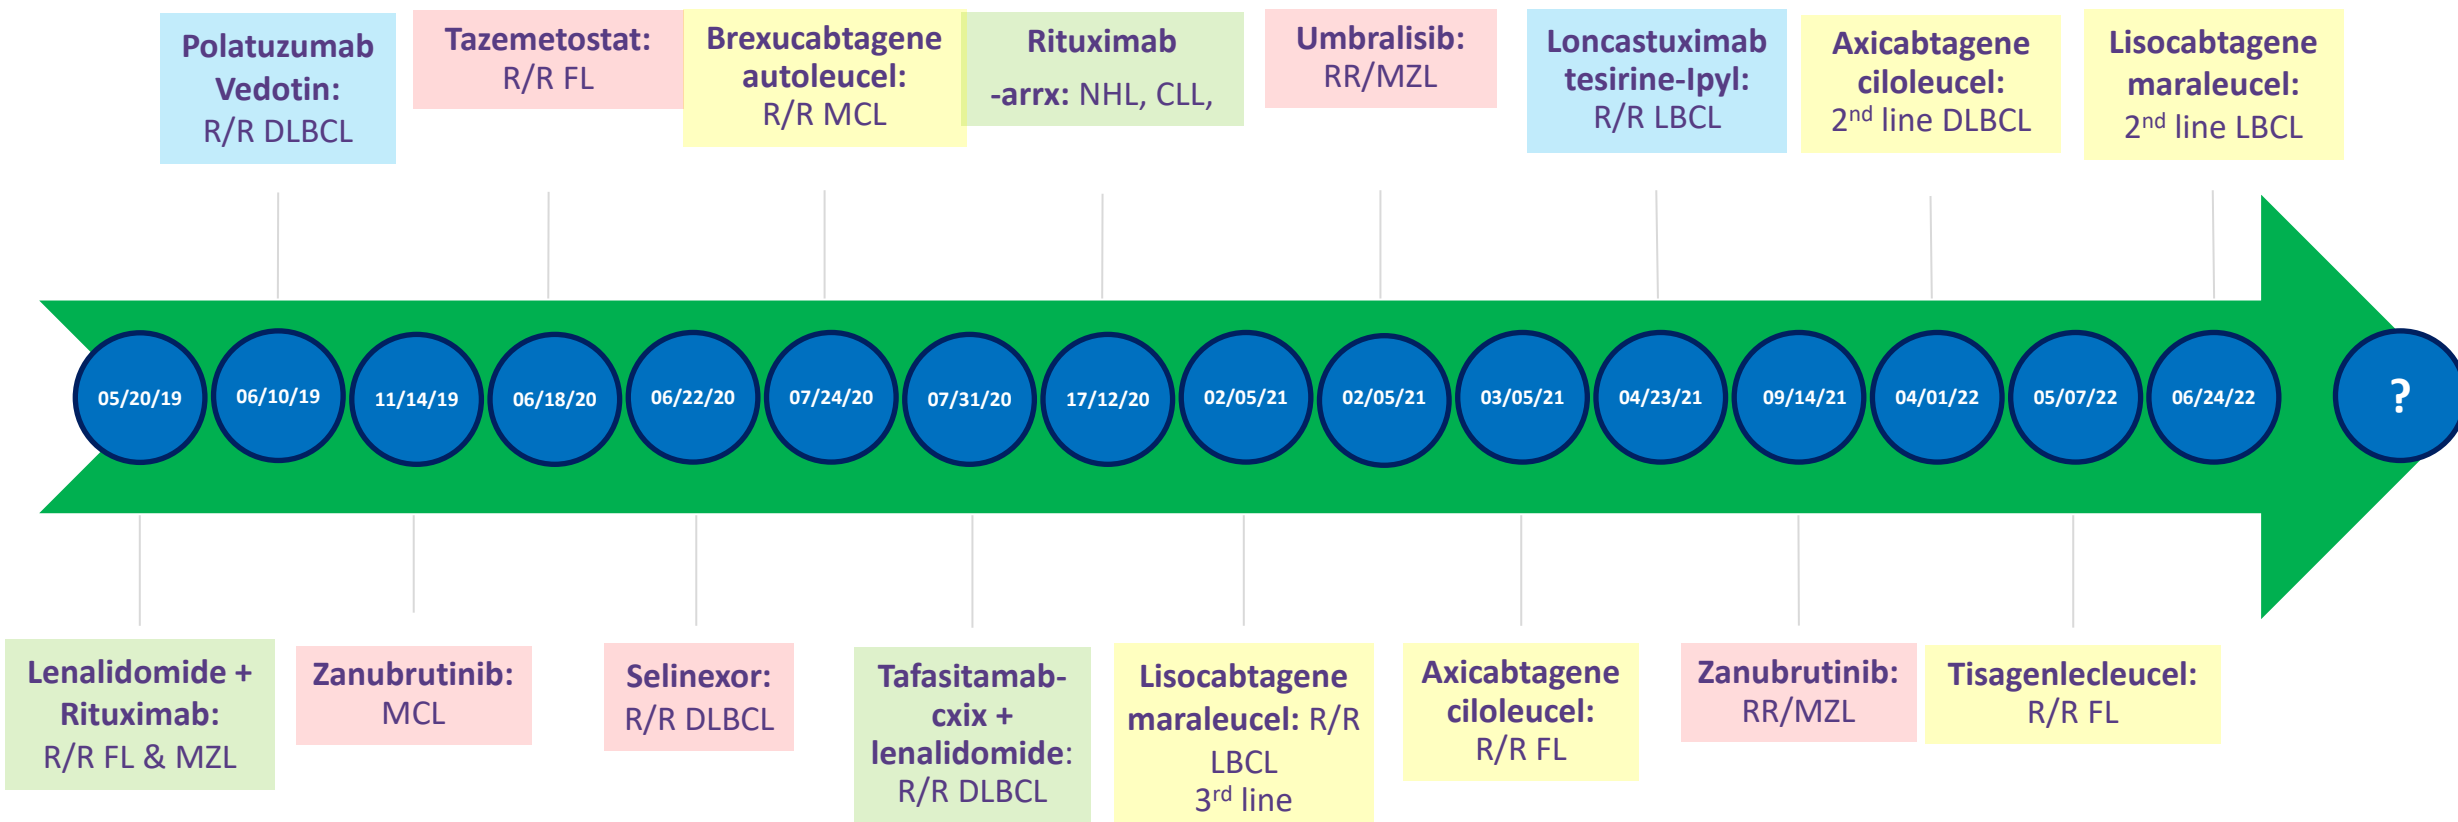 Polatuzumab
Vedotin:
R/R DLBCL
Tazemetostat:
R/R FL
Brexucabtagene
autoleucel:
R/R MCL
Rituximab
-arrx: NHL, CLL,
Umbralisib:
RR/MZL
Loncastuximab
tesirine-lpyl:
R/R LBCL
Axicabtagene
ciloleucel:
2nd line DLBCL
Lisocabtagene
maraleucel:
2nd line LBCL
05/20/19
06/10/19
11/14/19
06/18/20
06/22/20
07/24/20
07/31/20
17/12/20
02/05/21
02/05/21
03/05/21
04/23/21
09/14/21
04/01/22
05/07/22
06/24/22
?
Lenalidomide +
Rituximab:
R/R FL & MZL
Zanubrutinib:
MCL
Selinexor:
R/R DLBCL
Tafasitamab-
cxix +
lenalidomide:
R/R DLBCL
Lisocabtagene
maraleucel: R/R
LBCL
3rd line
Axicabtagene
ciloleucel:
R/R FL
Zanubrutinib:
RR/MZL
Tisagenlecleucel:
R/R FL